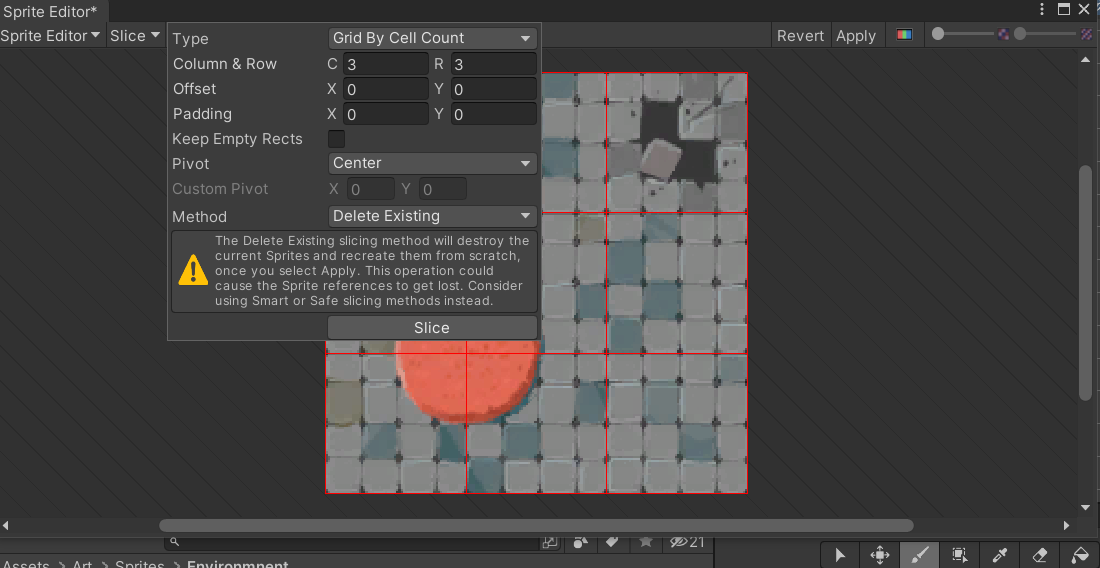 Sprite Editor*
Sprite Editor Slice Revert Apply
Type Grid By Cell Count
Column & Row C 3 R 3
Offset X 0 Y 0
Padding X 0 Y 0
Keep Empty Rects
Pivot Center
Custom Pivot X 0 Y 0
Method Delete Existing
The Delete Existing slicing method will destroy the
current Sprites and recreate them from scratch,
once you select Apply. This operation could
cause the Sprite references to get lost. Consider
using Smart or Safe slicing methods instead.
Slice
21
Assets > Art > Sprites > Environmnent